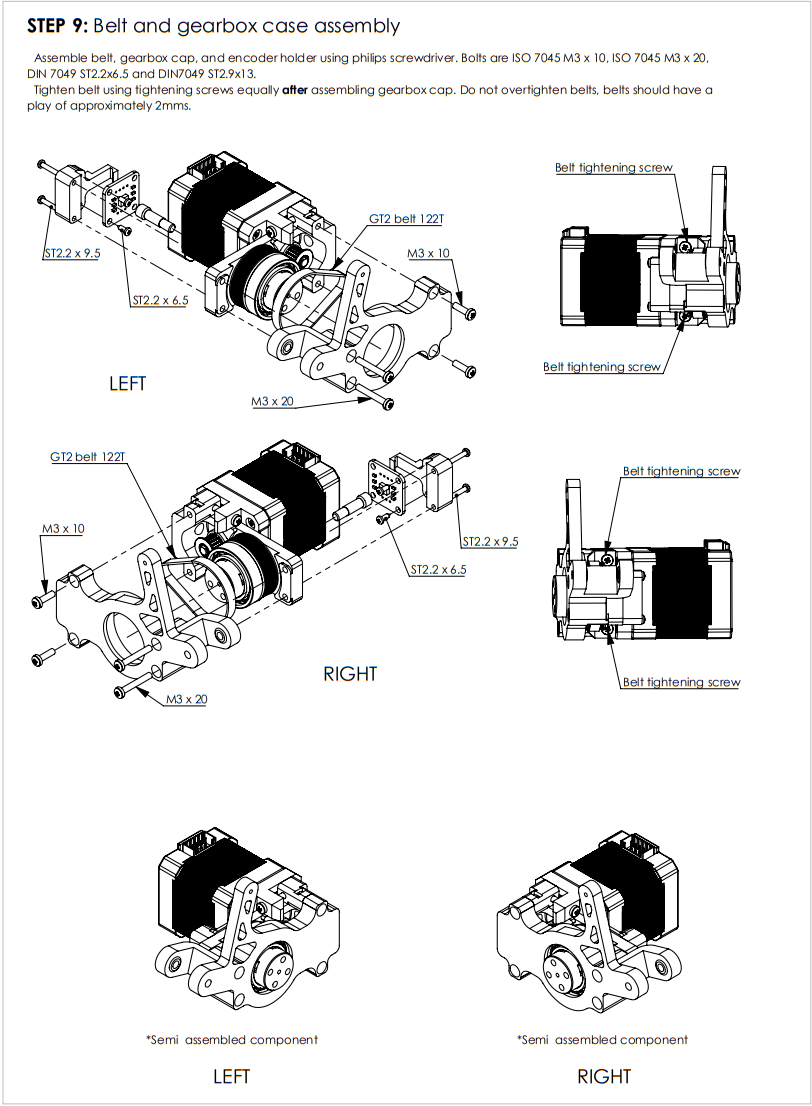 STEP 9: Belt and gearbox case assembly
Assemble belt, gearbox cap, and encoder holder using philips screwdriver. Bolts are ISO 7045 M3 x 10, ISO 7045 M3 x 20,
DIN 7049 ST2.2x6.5 and DIN7049 ST2.9x13.
Tighten belt using tightening screws equally after assembling gearbox cap. Do not overtighten belts, belts should have a
play of approximately 2mms.
Belt tightening screw
GT2 belt 122T
ST2.2 x 9.5
M3 x 10
ST2.2 x 6.5
Belt tightening screw
LEFT
M3 x 20
GT2 belt 122T
Belt tightening screw
M3 x 10
ST2.2 x 9.5
ST2.2 x 6.5
RIGHT
Belt tightening screw
M3 x 20
*Semi assembled component
*Semi assembled component
LEFT
RIGHT